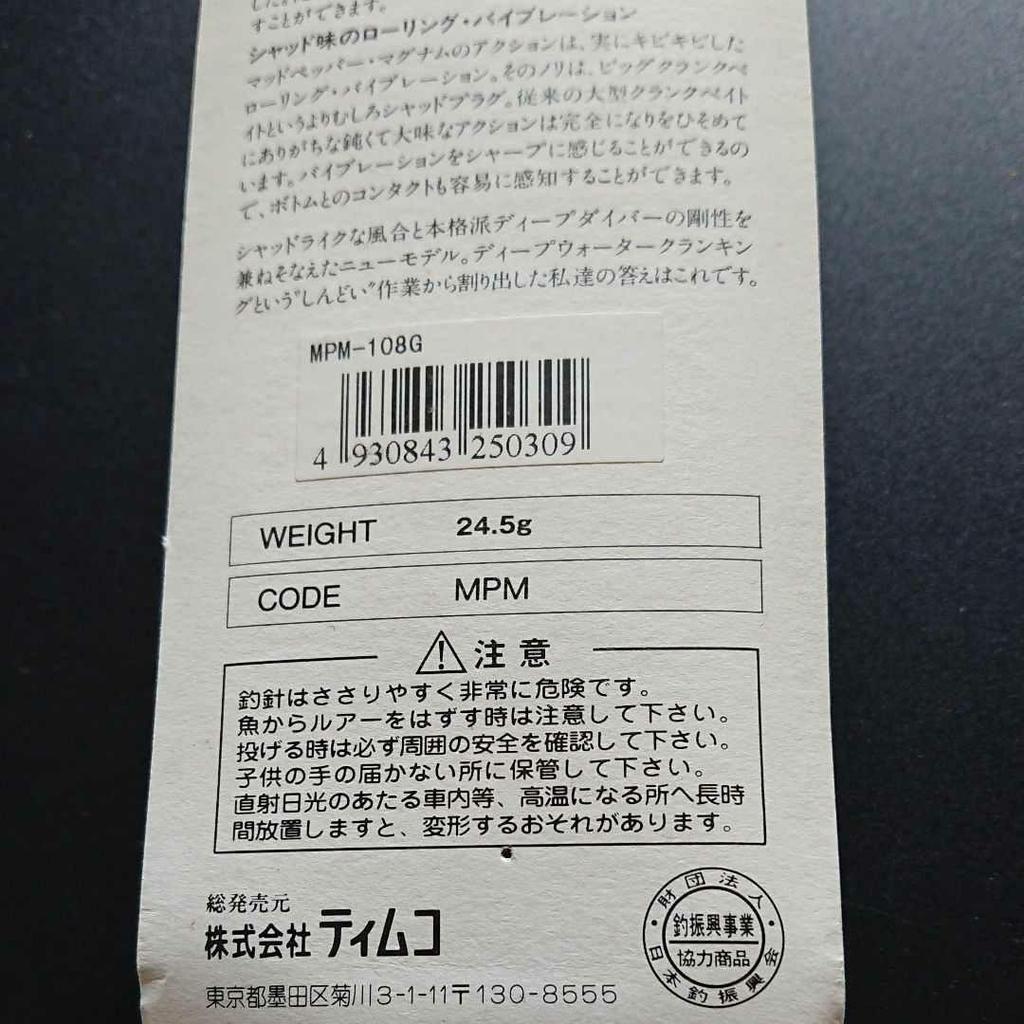 すことができます。
シャッド味のローリング・バイブレーション
マッドペッパー・マグナムのアクションは、実にキビキビした
ローリング・バイブレーション。そのノリは、ビッグクランクベ
イトというよりむしろシャッドプラグ。従来の大型クランクベイト
にありがちな鈍くて大味なアクションは完全になりをひそめて
います。バイブレーションをシャープに感じることができるの
で、ボトムとのコンタクトも容易に感知することができます。
シャッドライクな風合と本格派ディープダイバーの剛性を
兼ねそなえたニューモデル。ディープウォータークランキン
グという"しんどい"作業から割り出した私達の答えはこれです。
MPM-108G
4 930843 250309
WEIGHT 24.5g
CODE MPM
注意
釣針はささりやすく非常に危険です。
魚からルアーをはずす時は注意して下さい。
投げる時は必ず周囲の安全を確認して下さい。
子供の手の届かない所に保管して下さい。
直射日光のあたる車内等、高温になる所へ長時
間放置しますと、変形するおそれがあります。
総発売元
株式会社 ティムコ
東京都墨田区菊川3-1-11〒130-8555
財団法人
釣振興事業
協力商品
日本釣振興会